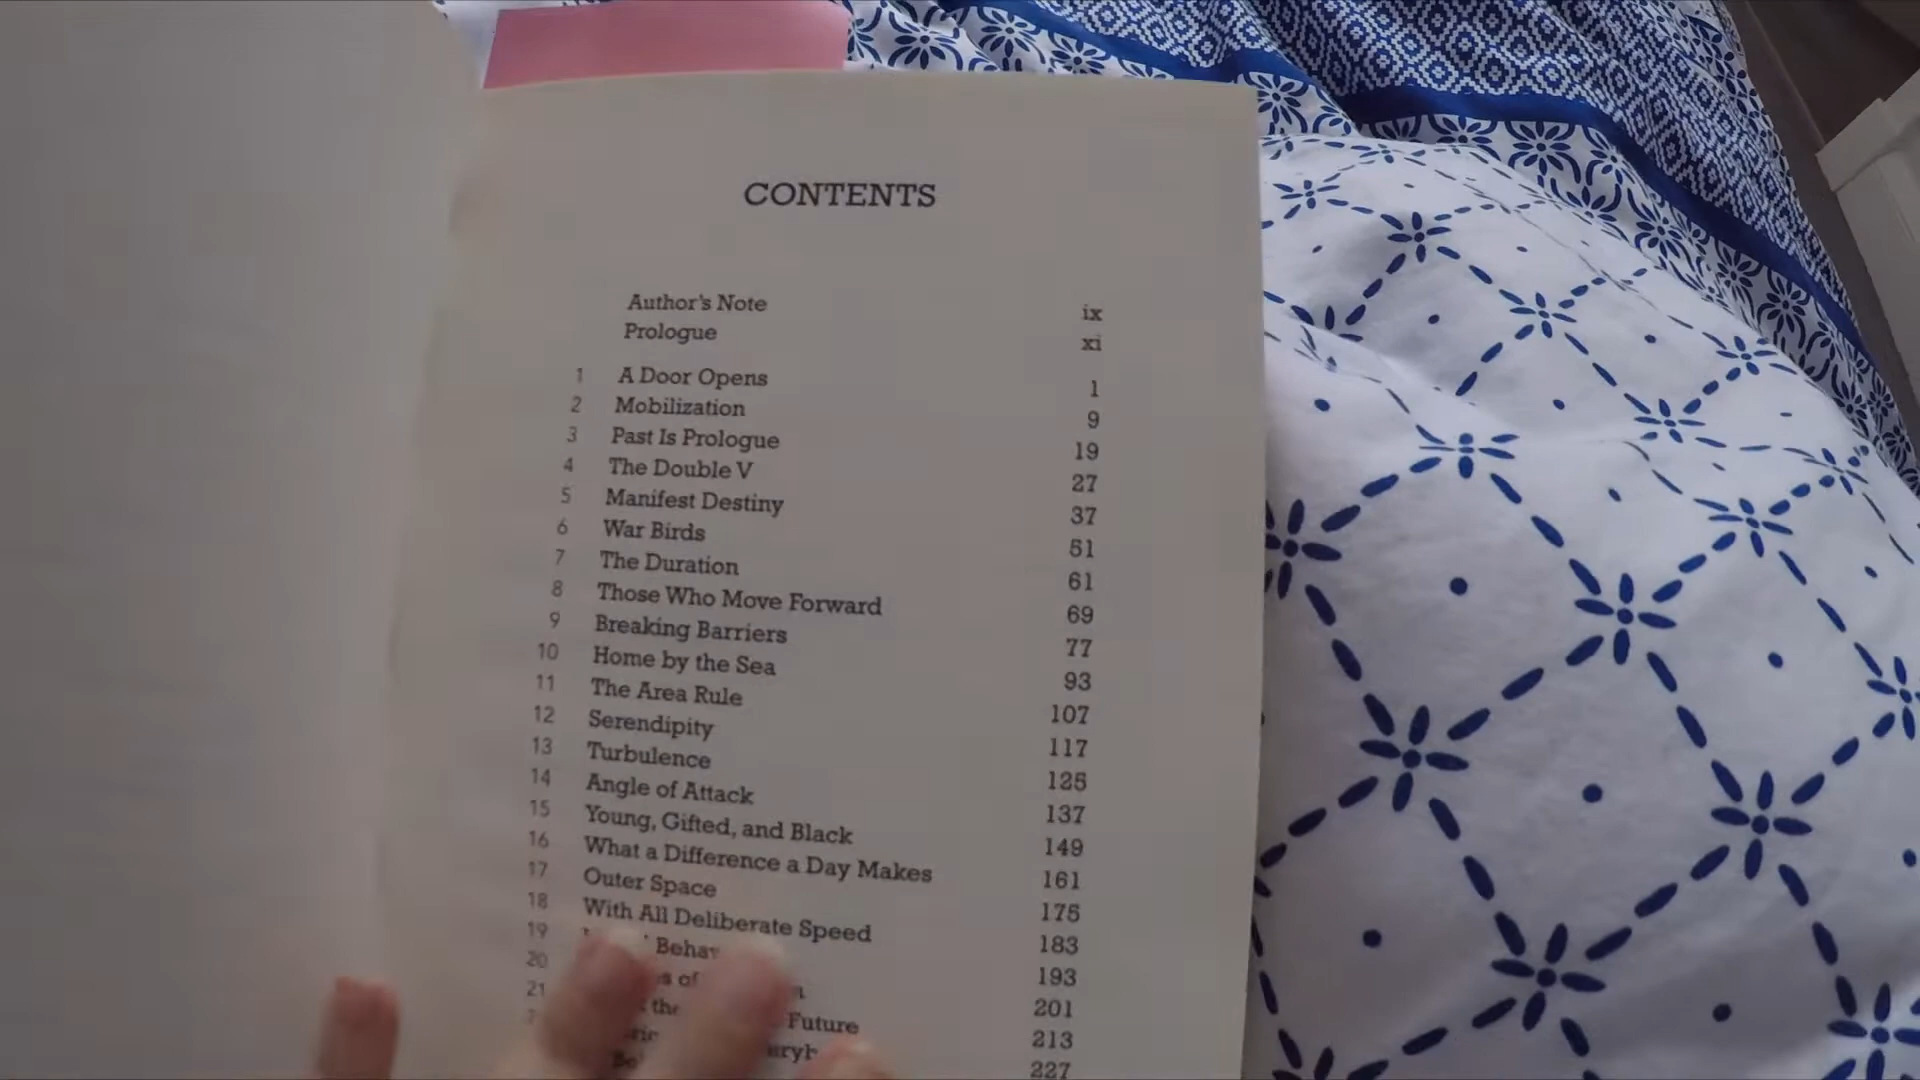 CONTENTS
Author's Note ix
Prologue xi
1 A Door Opens 1
2 Mobilization 9
3 Past Is Prologue 19
4 The Double V 27
5 Manifest Destiny 37
6 War Birds 51
7 The Duration 61
8 Those Who Move Forward 69
9 Breaking Barriers 77
10 Home by the Sea 93
11 The Area Rule 107
12 Serendipity 117
13 Turbulence 125
14 Angle of Attack 137
15 Young, Gifted, and Black 149
16 What a Difference a Day Makes 161
17 Outer Space 175
18 With All Deliberate Speed 183
19 193
20 of 201
21 the Future 213
227